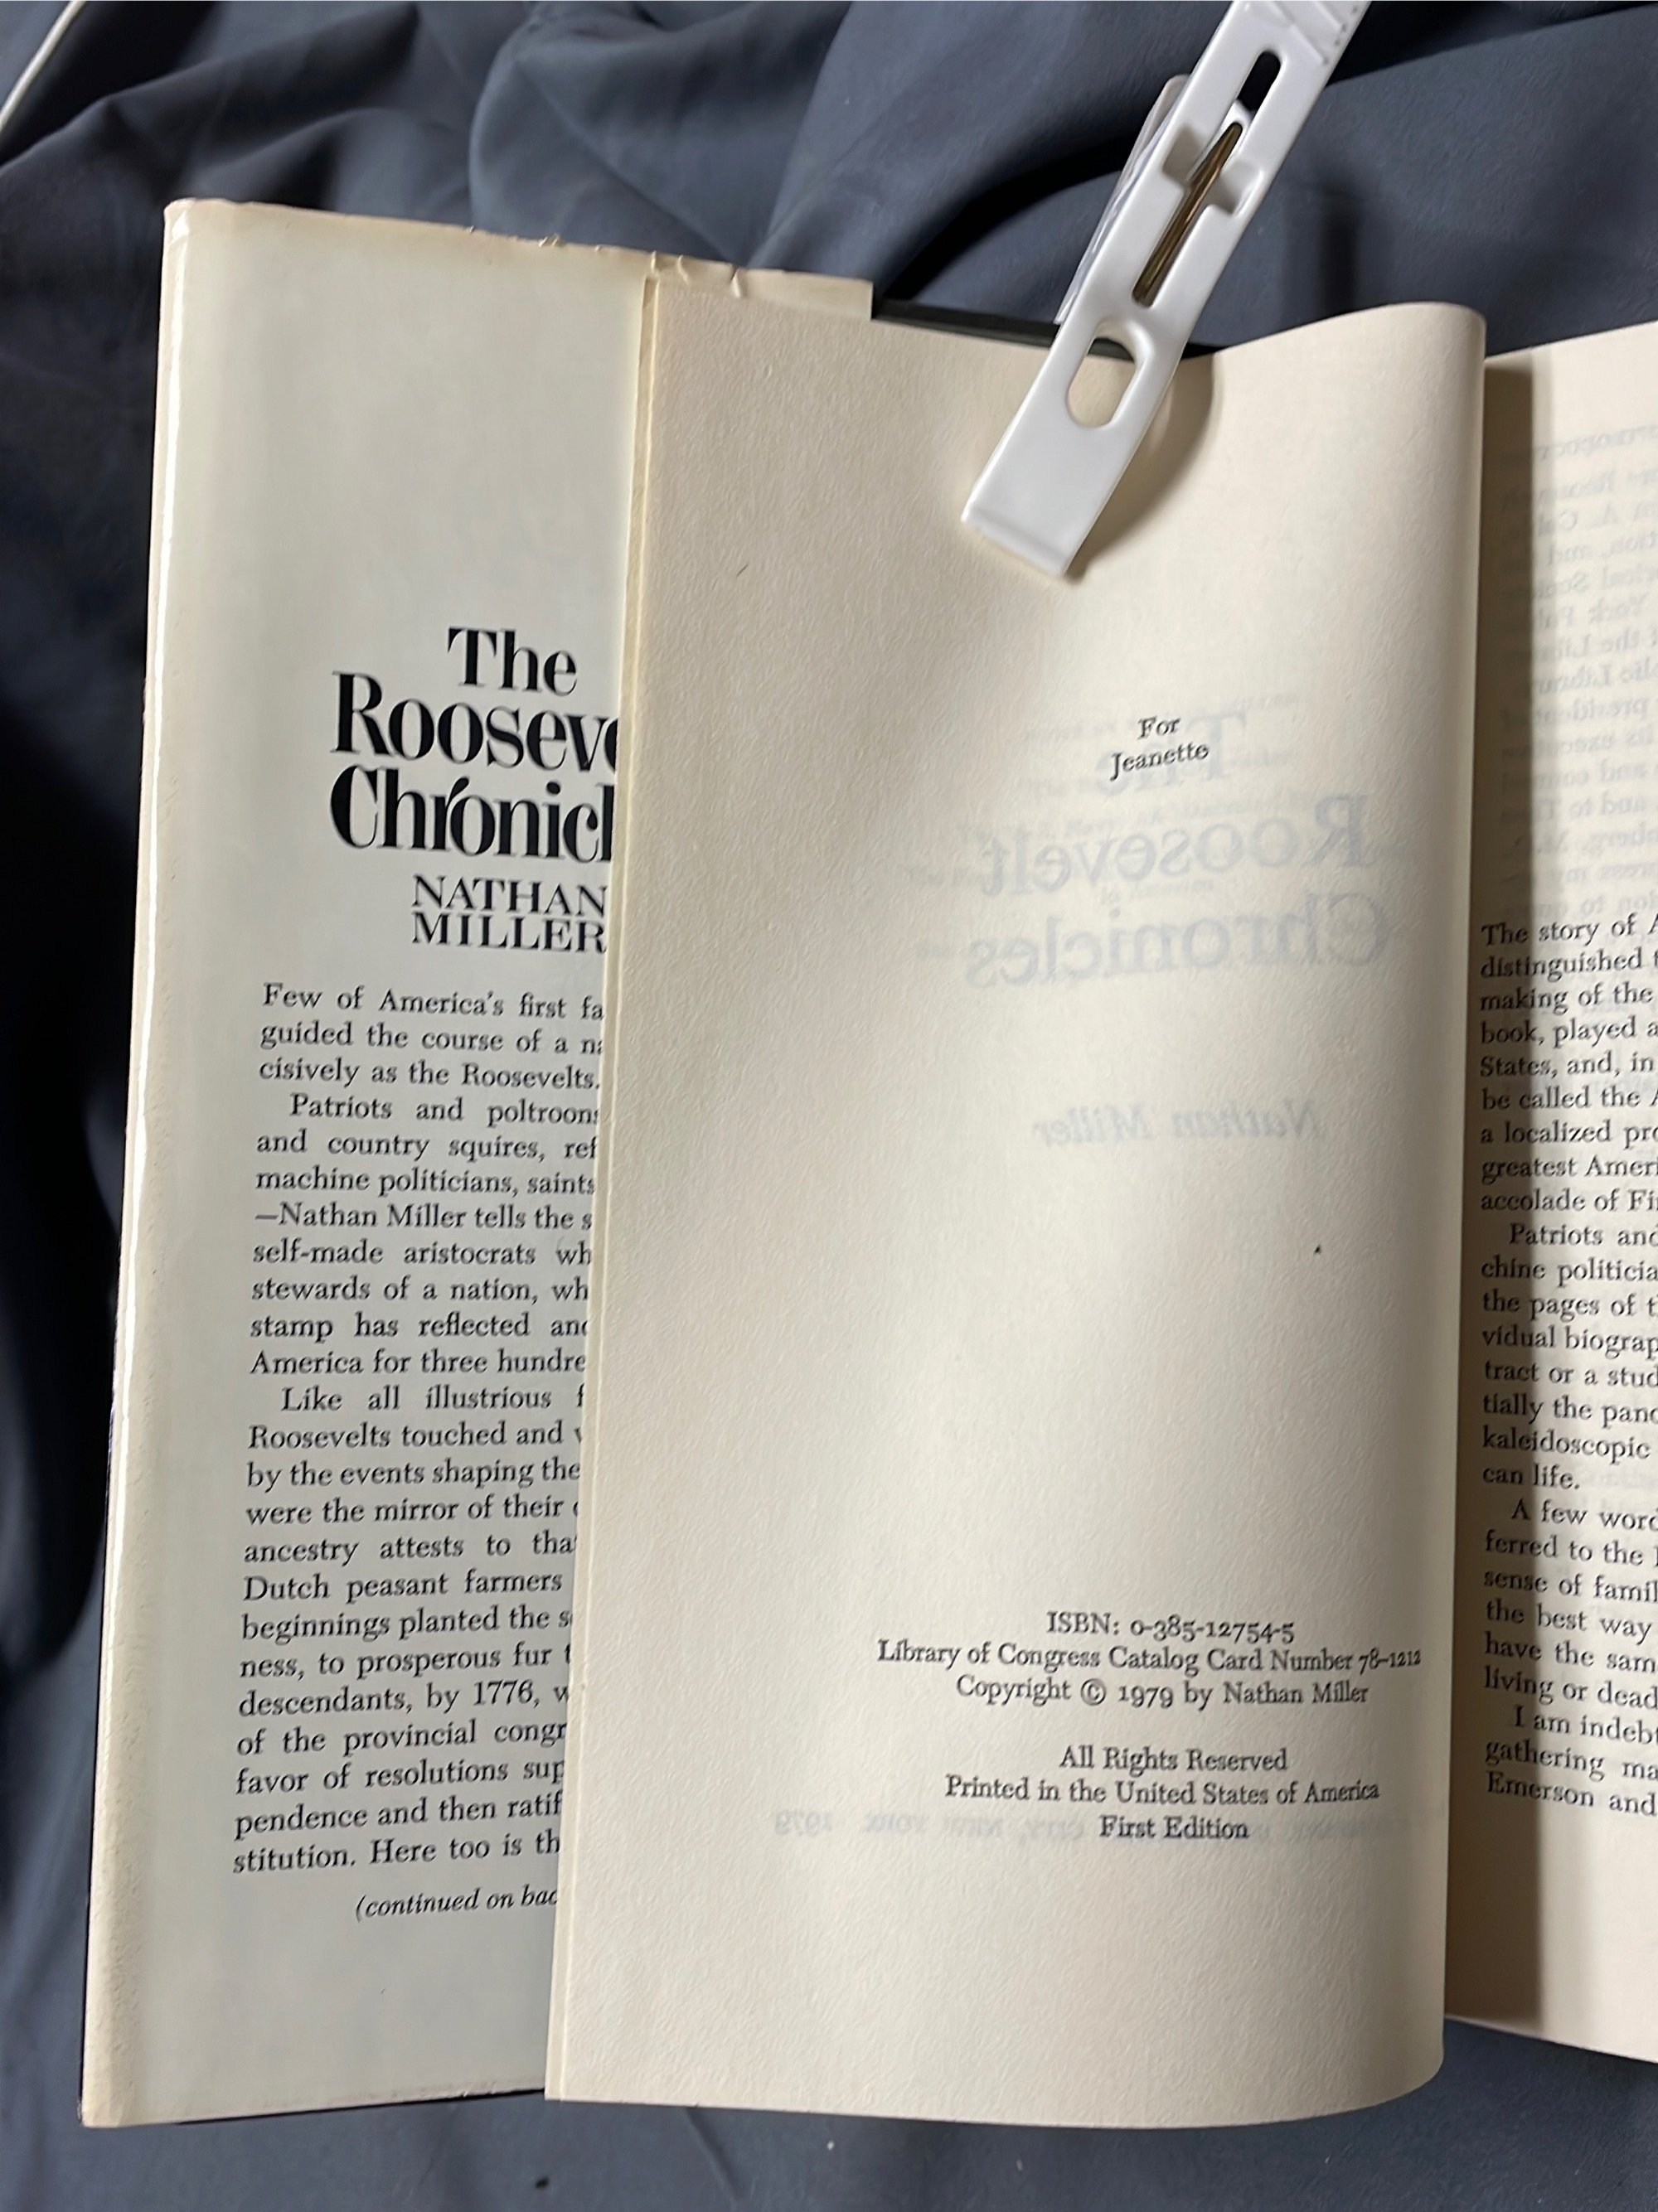 The
Roosev
Chronicl
NATHAN
MILLER
Few of America's first fa
guided the course of a na
cisively as the Roosevelts.
Patriots and poltroons
and country squires, ref
machine politicians, saints
—Nathan Miller tells the s
self-made aristocrats wh
stewards of a nation, wh
stamp has reflected and
America for three hundre
Like all illustrious f
Roosevelts touched and
by the events shaping the
were the mirror of their
ancestry attests to that
Dutch peasant farmers
beginnings planted the s
ness, to prosperous fur t
descendants, by 1776, w
of the provincial congr
favor of resolutions sup
pendence and then ratif
stitution. Here too is th
(continued on bac
For
Jeanette
The
Roosevelt
Chronicles
Nathan Miller
ISBN: 0-385-12754-5
Library of Congress Catalog Card Number 78-1212
Copyright © 1979 by Nathan Miller
All Rights Reserved
Printed in the United States of America
First Edition
The story of A
distinguished
making of the
book, played a
States, and, in
be called the A
a localized pro
greatest Ameri
accolade of Fi
Patriots and
chine politicia
the pages of t
vidual biograp
tract or a stud
tially the pano
kaleidoscopic
can life.
A few word
ferred to the
sense of famil
the best way
have the sam
living or dead
I am indebt
gathering ma
Emerson and